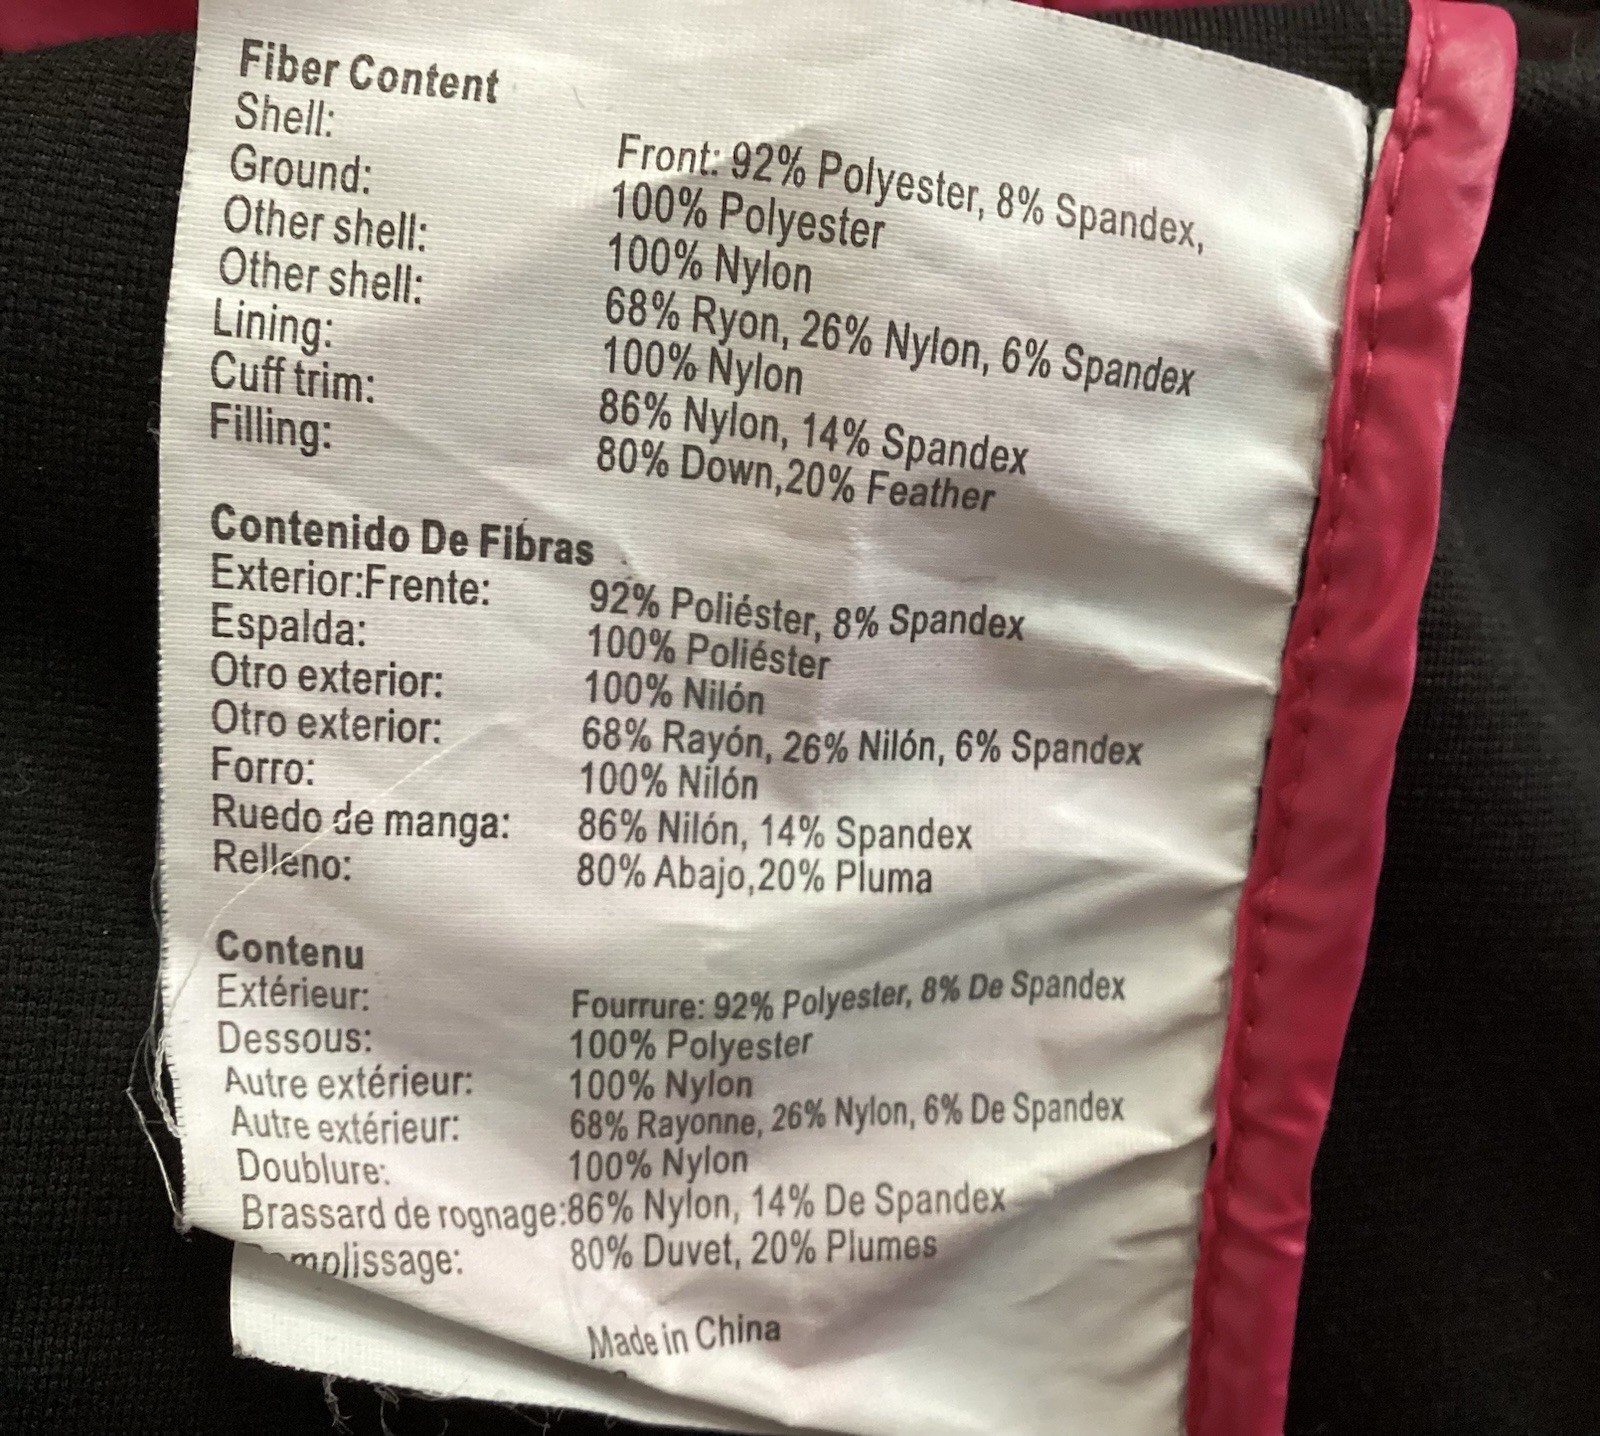 Fiber Content
Shell: Front: 92% Polyester, 8% Spandex,
Ground: 100% Polyester
Other shell: 100% Nylon
Other shell: 68% Ryon, 26% Nylon, 6% Spandex
Lining: 100% Nylon
Cuff trim: 86% Nylon, 14% Spandex
Filling: 80% Down,20% Feather
Contenido De Fibras
Exterior:Frente: 92% Poliéster, 8% Spandex
Espalda: 100% Poliéster
Otro exterior: 100% Nilón
Otro exterior: 68% Rayón, 26% Nilón, 6% Spandex
Forro: 100% Nilón
Ruedo de manga: 86% Nilón, 14% Spandex
Relleno: 80% Abajo,20% Pluma
Contenu
Extérieur: Fourrure: 92% Polyester, 8% De Spandex
Dessous: 100% Polyester
Autre extérieur: 100% Nylon
Autre extérieur: 68% Rayonne, 26% Nylon, 6% De Spandex
Doublure: 100% Nylon
Brassard de rognage:86% Nylon, 14% De Spandex
80% Duvet, 20% Plumes
Made in China